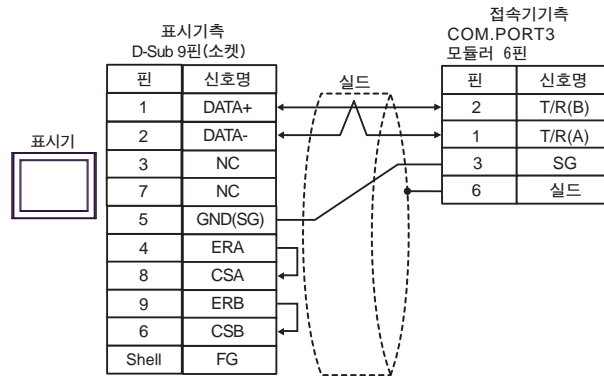 표시기측
D-Sub 9핀(소켓)
접속기기측
COM.PORT3
모듈러 6핀
표시기
실드
핀 신호명
1 DATA+
2 DATA-
3 NC
7 NC
5 GND(SG)
4 ERA
8 CSA
9 ERB
6 CSB
Shell FG
핀 신호명
2 T/R(B)
1 T/R(A)
3 SG
6 실드